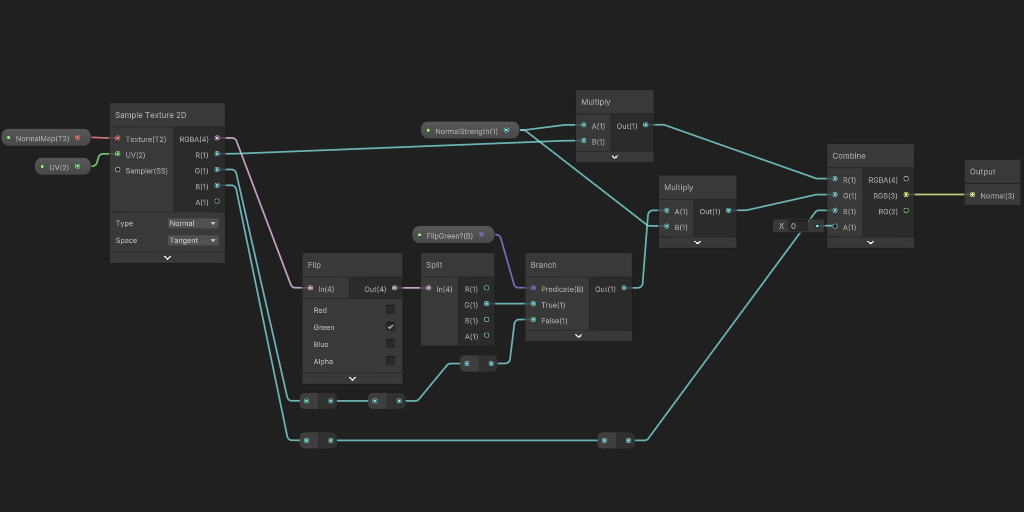 NormalMap(T2)
UV(2)
Sample Texture 2D
Texture(T2)
RGBA(4)
UV(2)
R(1)
Sampler(SS)
G(1)
B(1)
A(1)
Type
Normal
Space
Tangent
NormalStrength(1)
Multiply
A(1)
Out(1)
B(1)
Multiply
A(1)
Out(1)
B(1)
FlipGreen?(B)
Flip
In(4)
Out(4)
Red
Green
Blue
Alpha
Split
In(4)
R(1)
G(1)
B(1)
A(1)
Branch
Predicate(B)
Out(1)
True(1)
False(1)
X 0
Combine
R(1)
RGBA(4)
G(1)
RGB(3)
B(1)
RG(2)
A(1)
Output
Normal(3)